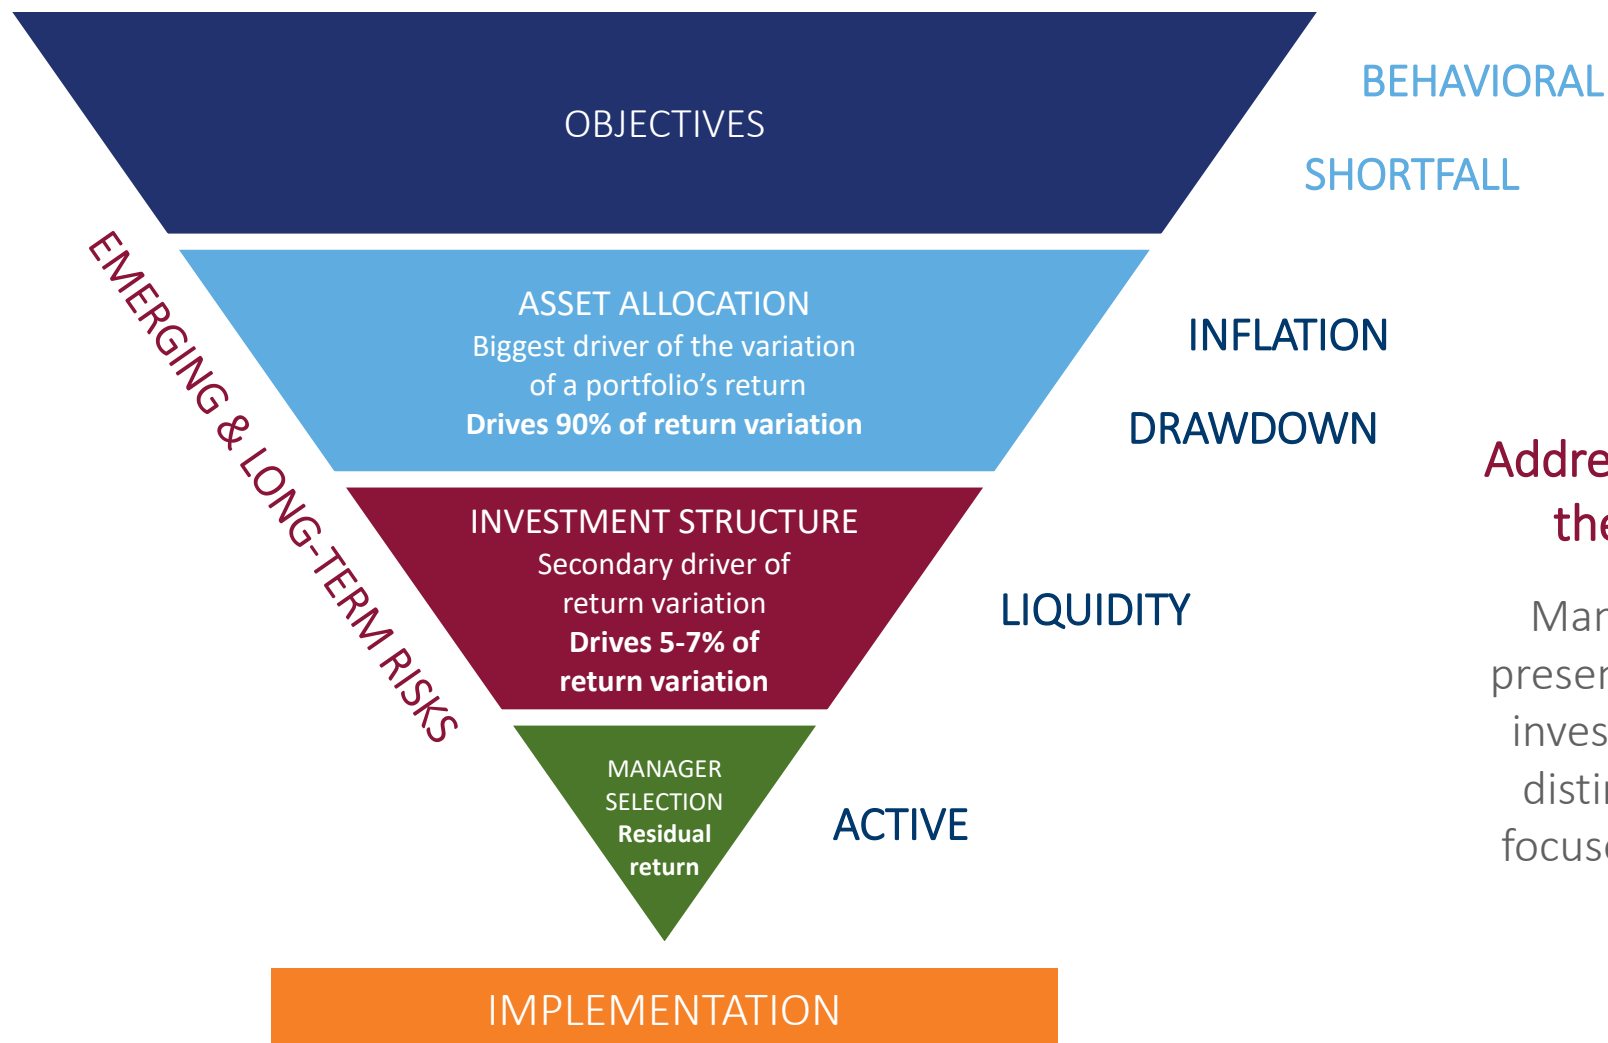 OBJECTIVES
BEHAVIORAL
SHORTFALL
EMERGING & LONG-TERM RISKS
ASSET ALLOCATION
Biggest driver of the variation
of a portfolio’s return
Drives 90% of return variation
INFLATION
DRAWDOWN
INVESTMENT STRUCTURE
Secondary driver of
return variation
Drives 5-7% of
return variation
LIQUIDITY
MANAGER
SELECTION
Residual
return
ACTIVE
IMPLEMENTATION